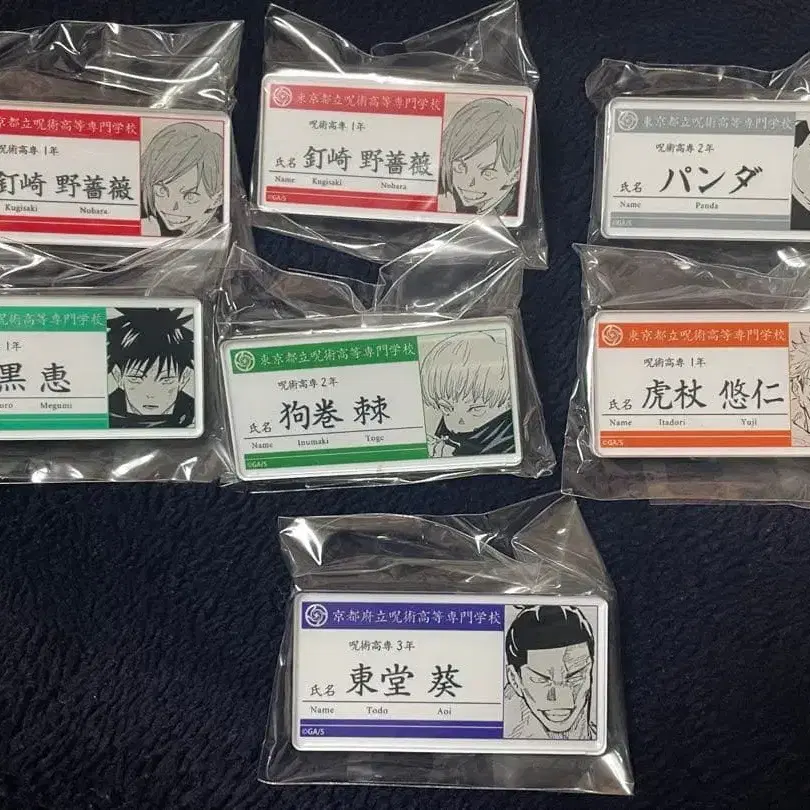 京都立呪術高等専門学校
専 1年
釘崎 野薔薇
Kugisaki Nobara
東京都立呪術高等専門学校
呪術高専 1年
氏名 釘崎 野薔薇
Name Kugisaki Nobara
©GA/S
東京都立呪術高等専門学校
呪術高専 2年
氏名 パンダ
Name Panda
©GA/S
呪術高等専門学校
1年
黒 恵
uro Megumi
東京都立呪術高等専門学校
呪術高専 2年
氏名 狗巻 棘
Name Inumaki Toge
©GA/S
東京都立呪術高等専門学校
呪術高専 1年
氏名 虎杖 悠仁
Name Itadori Yuji
©GA/S
京都府立呪術高等専門学校
呪術高専 3年
氏名 東堂 葵
Name Todo Aoi
©GA/S